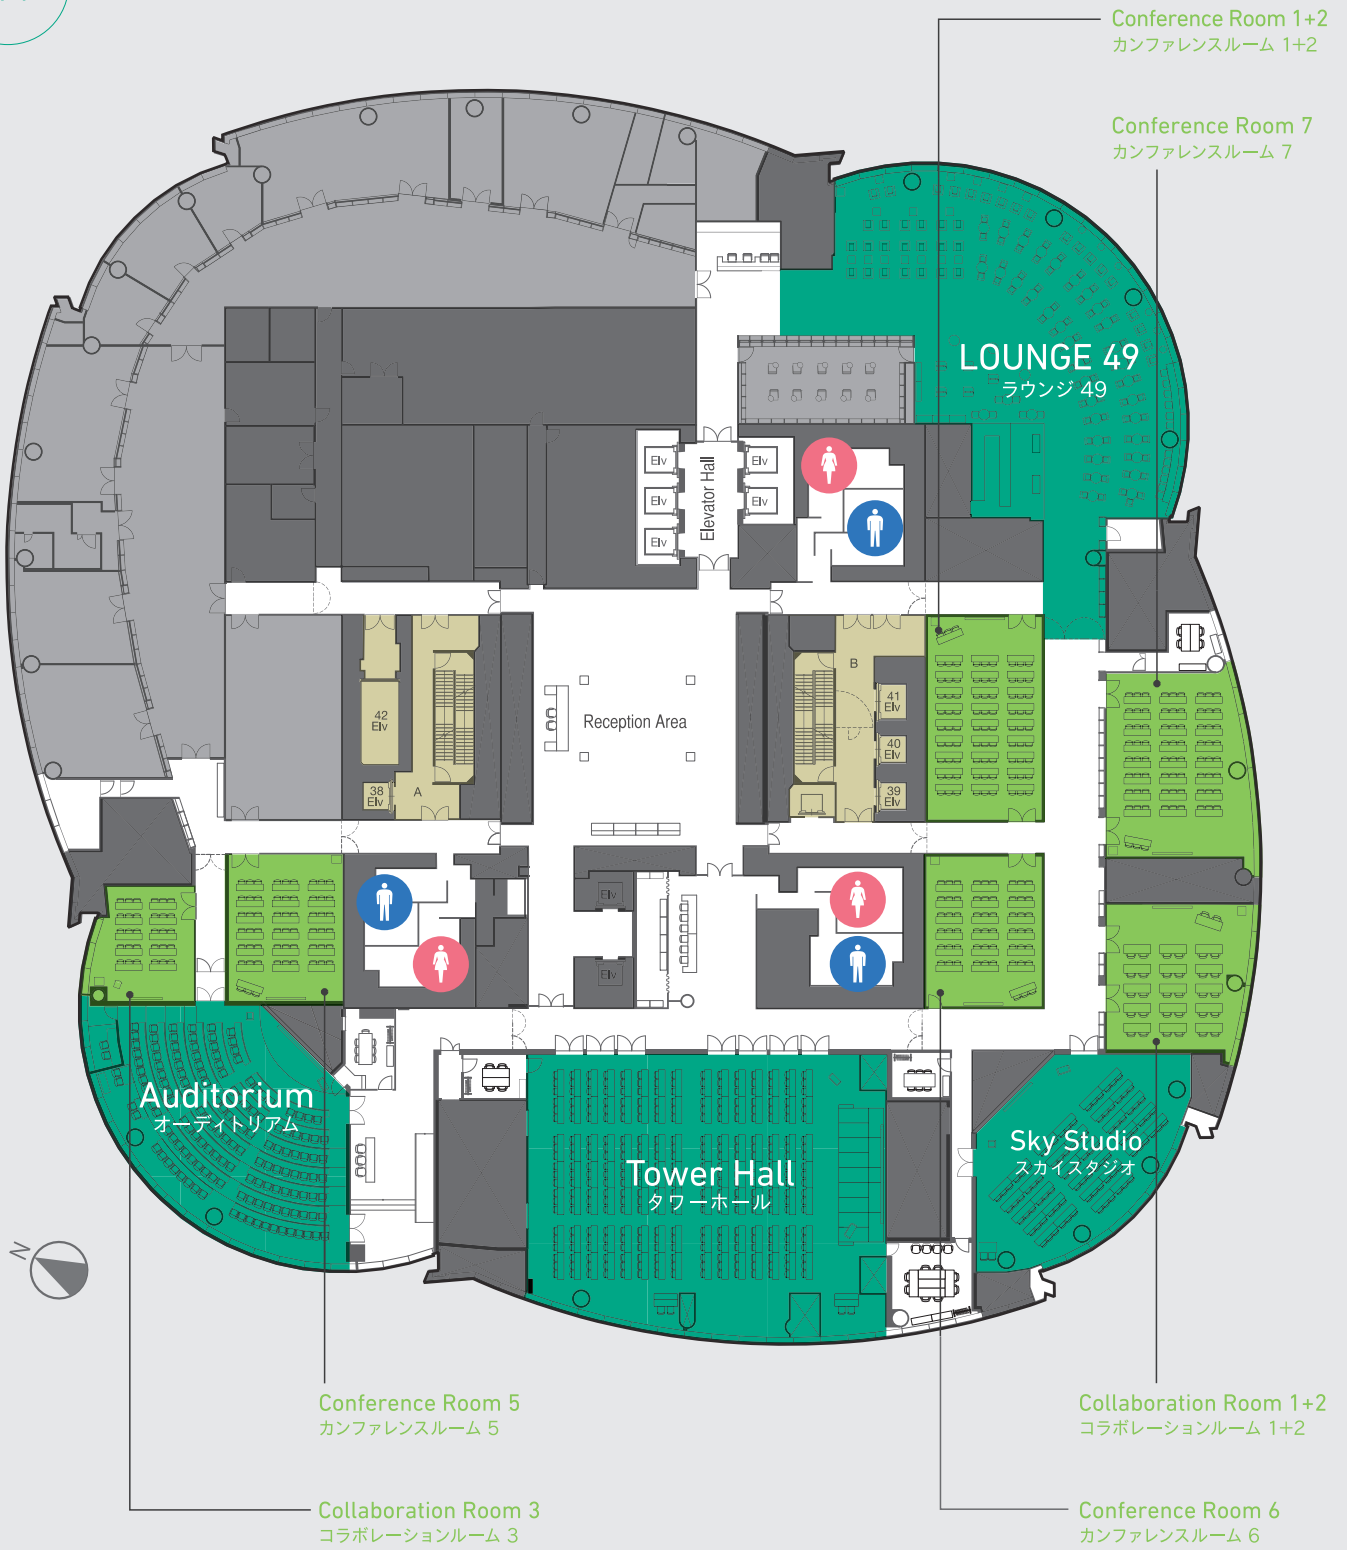 Conference Room 1+2
カンファレンスルーム 1+2
Conference Room 7
カンファレンスルーム 7
LOUNGE 49
ラウンジ 49
Elevator Hall
Elv
Elv
Elv
Elv
Elv
Reception Area
42
Elv
38
Elv
A
B
41
Elv
40
Elv
39
Elv
Elv
Elv
Auditorium
オーディトリアム
Tower Hall
タワーホール
Sky Studio
スカイスタジオ
N
Conference Room 5
カンファレンスルーム 5
Collaboration Room 1+2
コラボレーションルーム 1+2
Collaboration Room 3
コラボレーションルーム 3
Conference Room 6
カンファレンスルーム 6